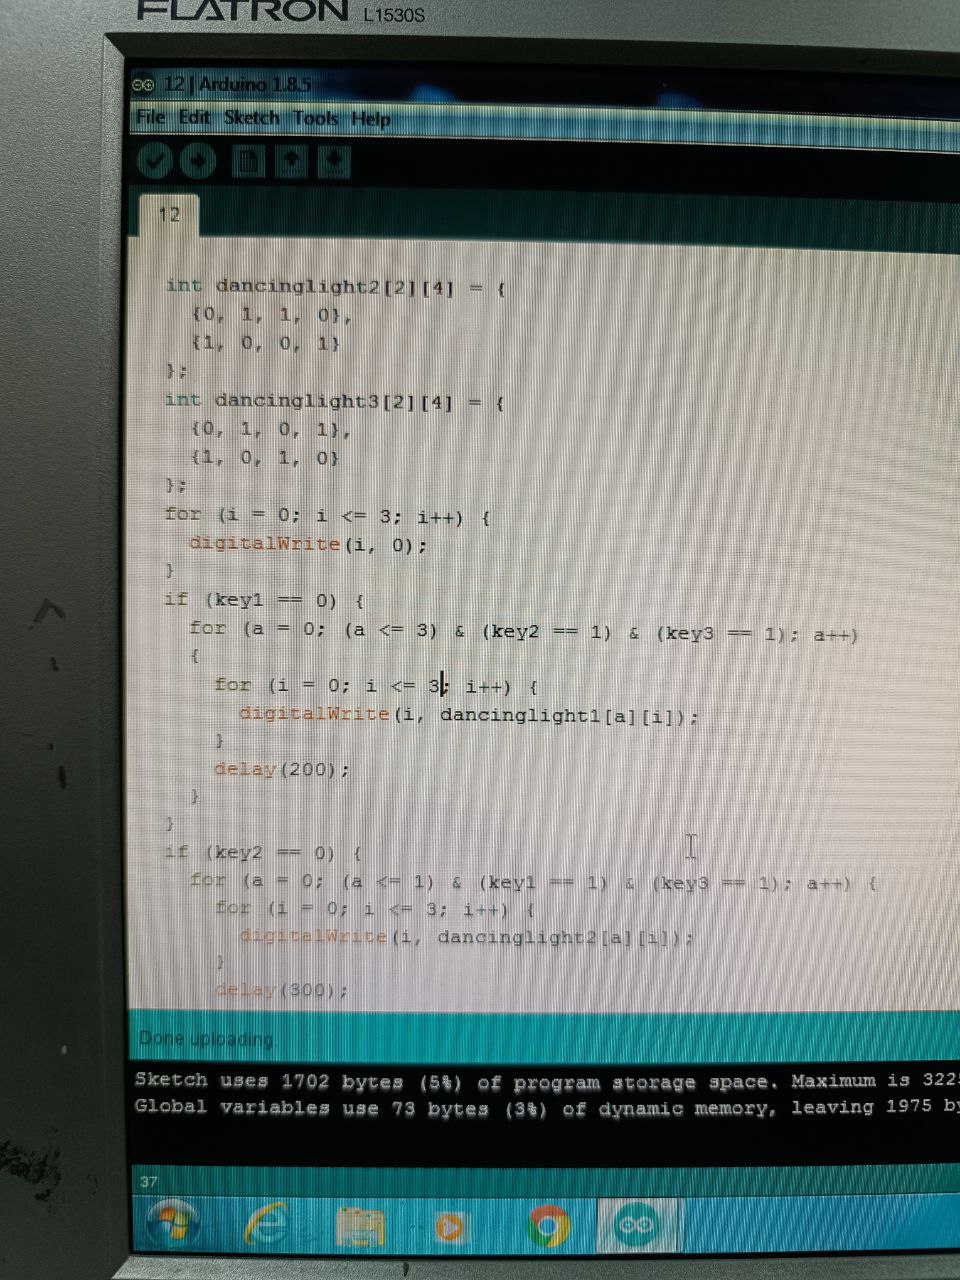 FLATRON L1530S
12 | Arduino 1.8.5
File Edit Sketch Tools Help
12
int dancinglight2[2][4] = {
{0, 1, 1, 0},
{1, 0, 0, 1}
};
int dancinglight3[2][4] = {
{0, 1, 0, 1},
{1, 0, 1, 0}
};
for (i = 0; i <= 3; i++) {
digitalWrite(i, 0);
}
if (key1 == 0) {
for (a = 0; (a <= 3) & (key2 == 1) & (key3 == 1); a++)
{
for (i = 0; i <= 3; i++) {
digitalWrite(i, dancinglight1[a][i]);
}
delay(200);
}
}
if (key2 == 0) {
for (a = 0; (a <= 1) & (key1 == 1) & (key3 == 1); a++) {
for (i = 0; i <= 3; i++) {
digitalWrite(i, dancinglight2[a][i]);
}
delay(300);
Done uploading.
Sketch uses 1702 bytes (5%) of program storage space. Maximum is 322
Global variables use 73 bytes (3%) of dynamic memory, leaving 1975 by
37